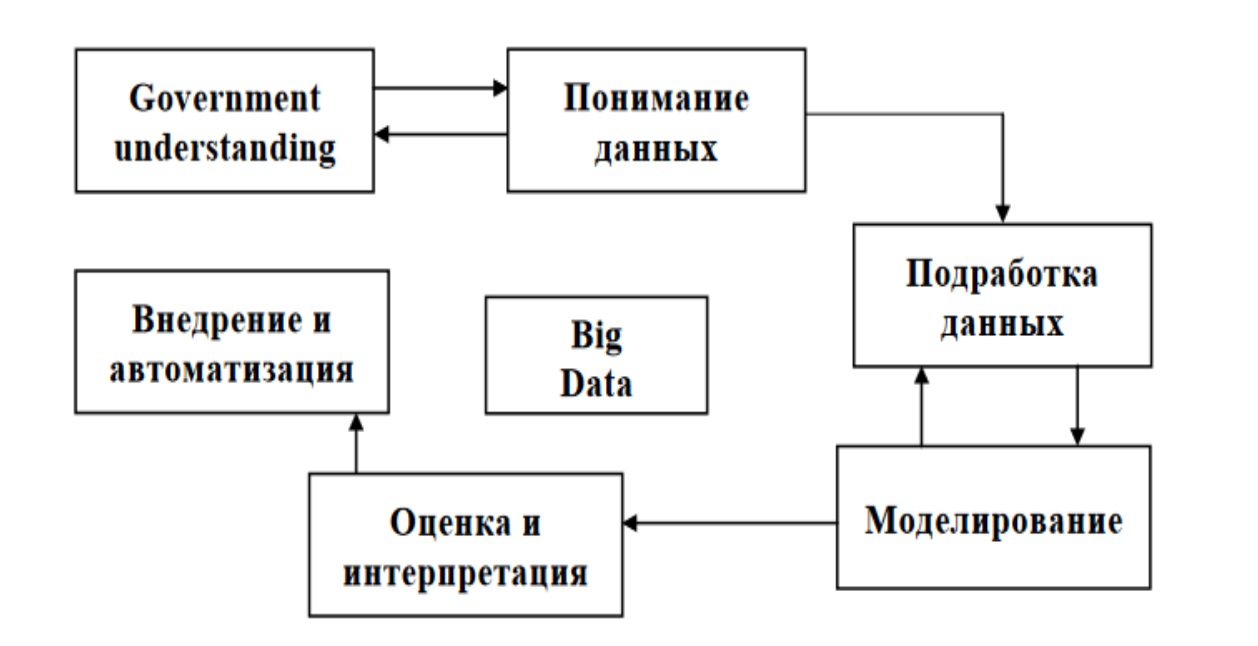 Government
understanding
Понимание
данных
Подработка
данных
Внедрение и
автоматизация
Big
Data
Оценка и
интерпретация
Моделирование